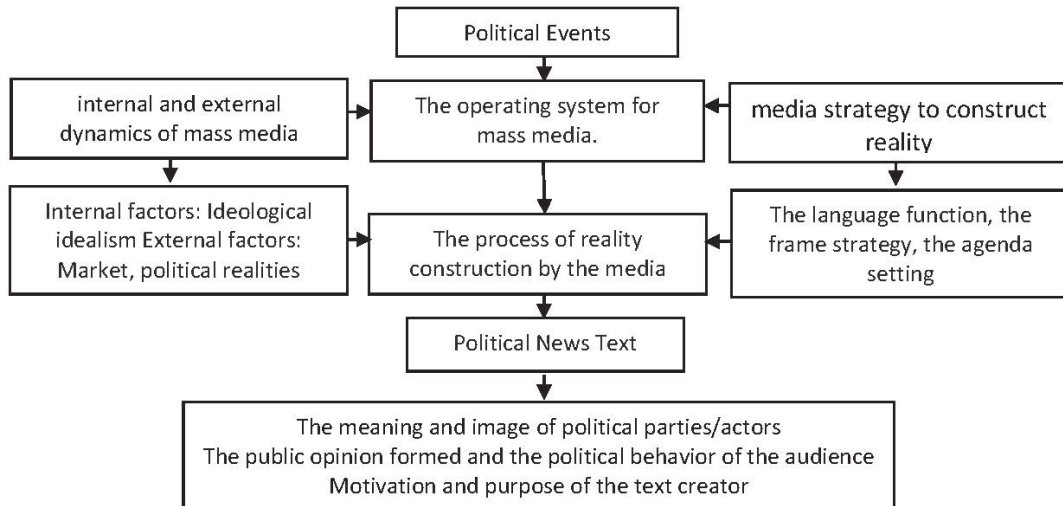 Political Events
internal and external
dynamics of mass media
The operating system for
mass media.
media strategy to construct
reality
Internal factors: Ideological
idealism External factors:
Market, political realities
The process of reality
construction by the media
The language function, the
frame strategy, the agenda
setting
Political News Text
The meaning and image of political parties/actors
The public opinion formed and the political behavior of the audience
Motivation and purpose of the text creator